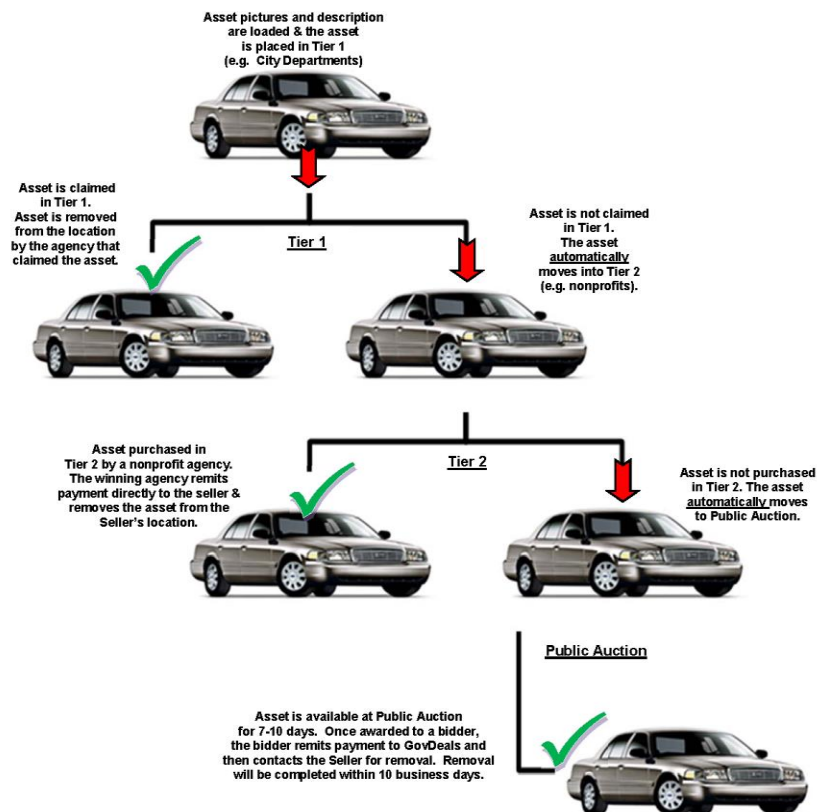 Asset pictures and description
are loaded & the asset
is placed in Tier 1
(e.g. City Departments)
Asset is claimed
in Tier 1.
Asset is removed
from the location
by the agency that
claimed the asset.
Tier 1
Asset is not claimed
in Tier 1.
The asset
automatically
moves into Tier 2
(e.g. nonprofits).
Asset purchased in
Tier 2 by a nonprofit agency.
The winning agency remits
payment directly to the seller &
removes the asset from the
Seller's location.
Tier 2
Asset is not purchased
in Tier 2. The asset
automatically moves
to Public Auction.
Public Auction
Asset is available at Public Auction
for 7-10 days. Once awarded to a bidder,
the bidder remits payment to GovDeals and
then contacts the Seller for removal. Removal
will be completed within 10 business days.